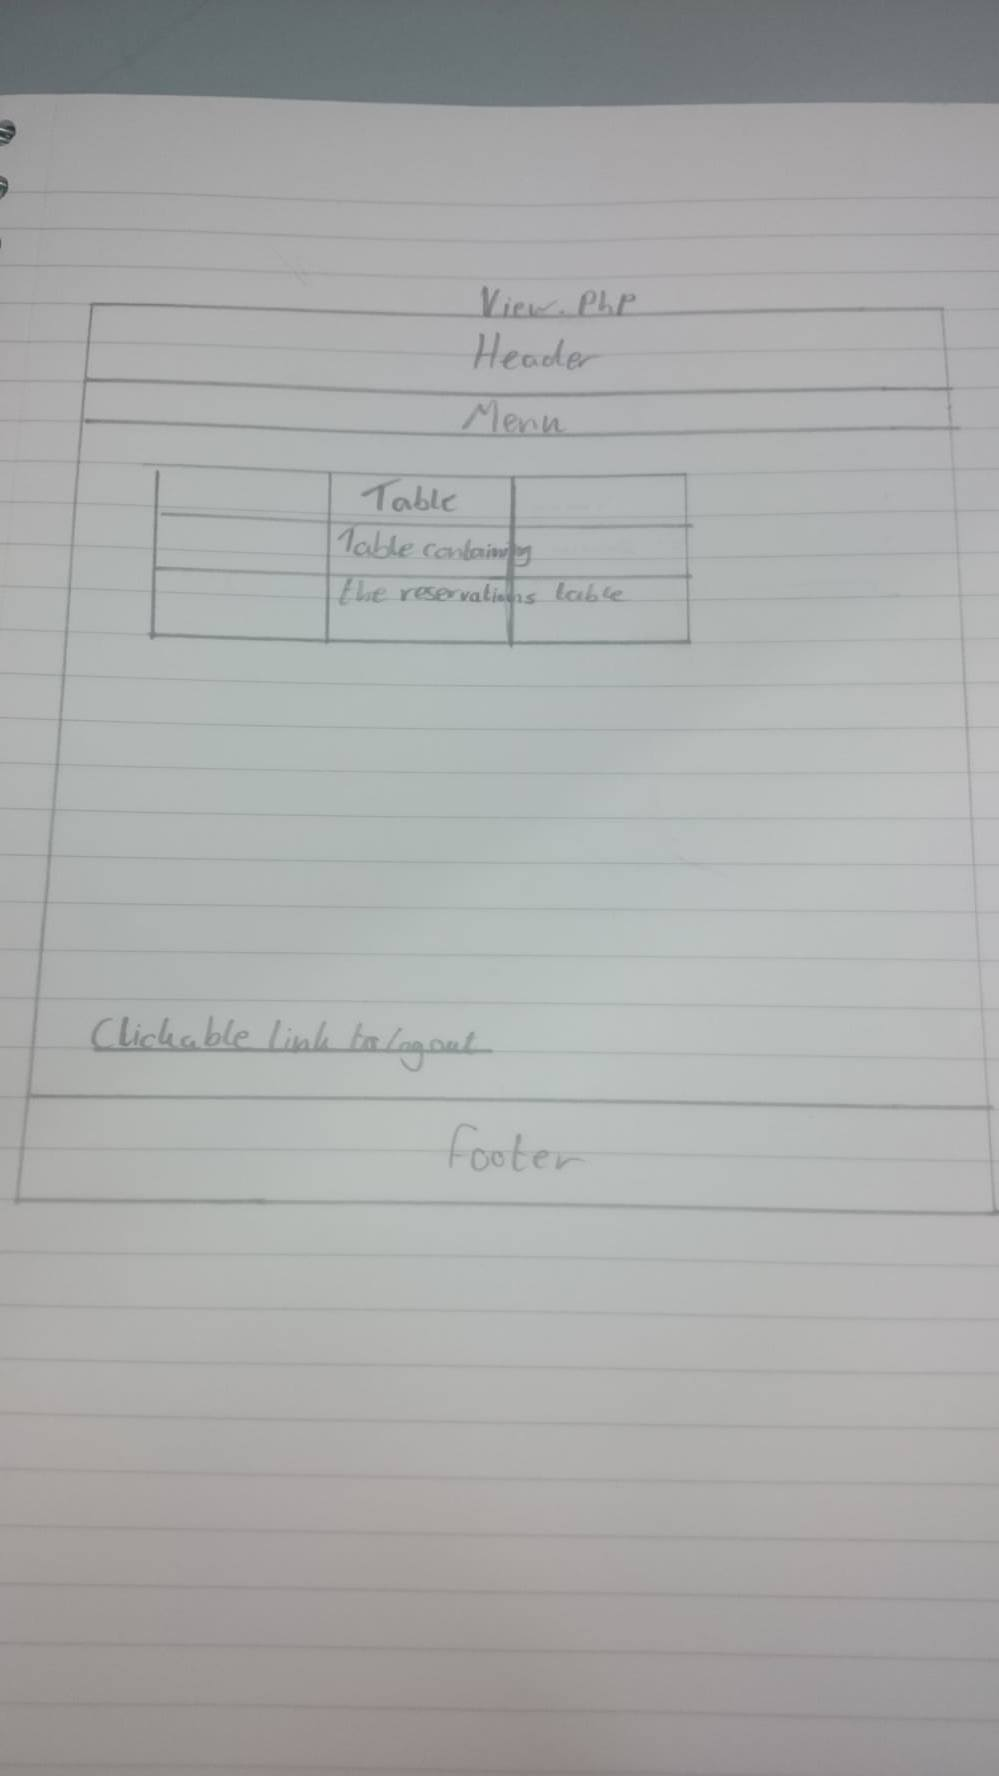 View.PhP
Header
Menu
Table
Table containing
the reservations table
Clickable link to logout
Footer